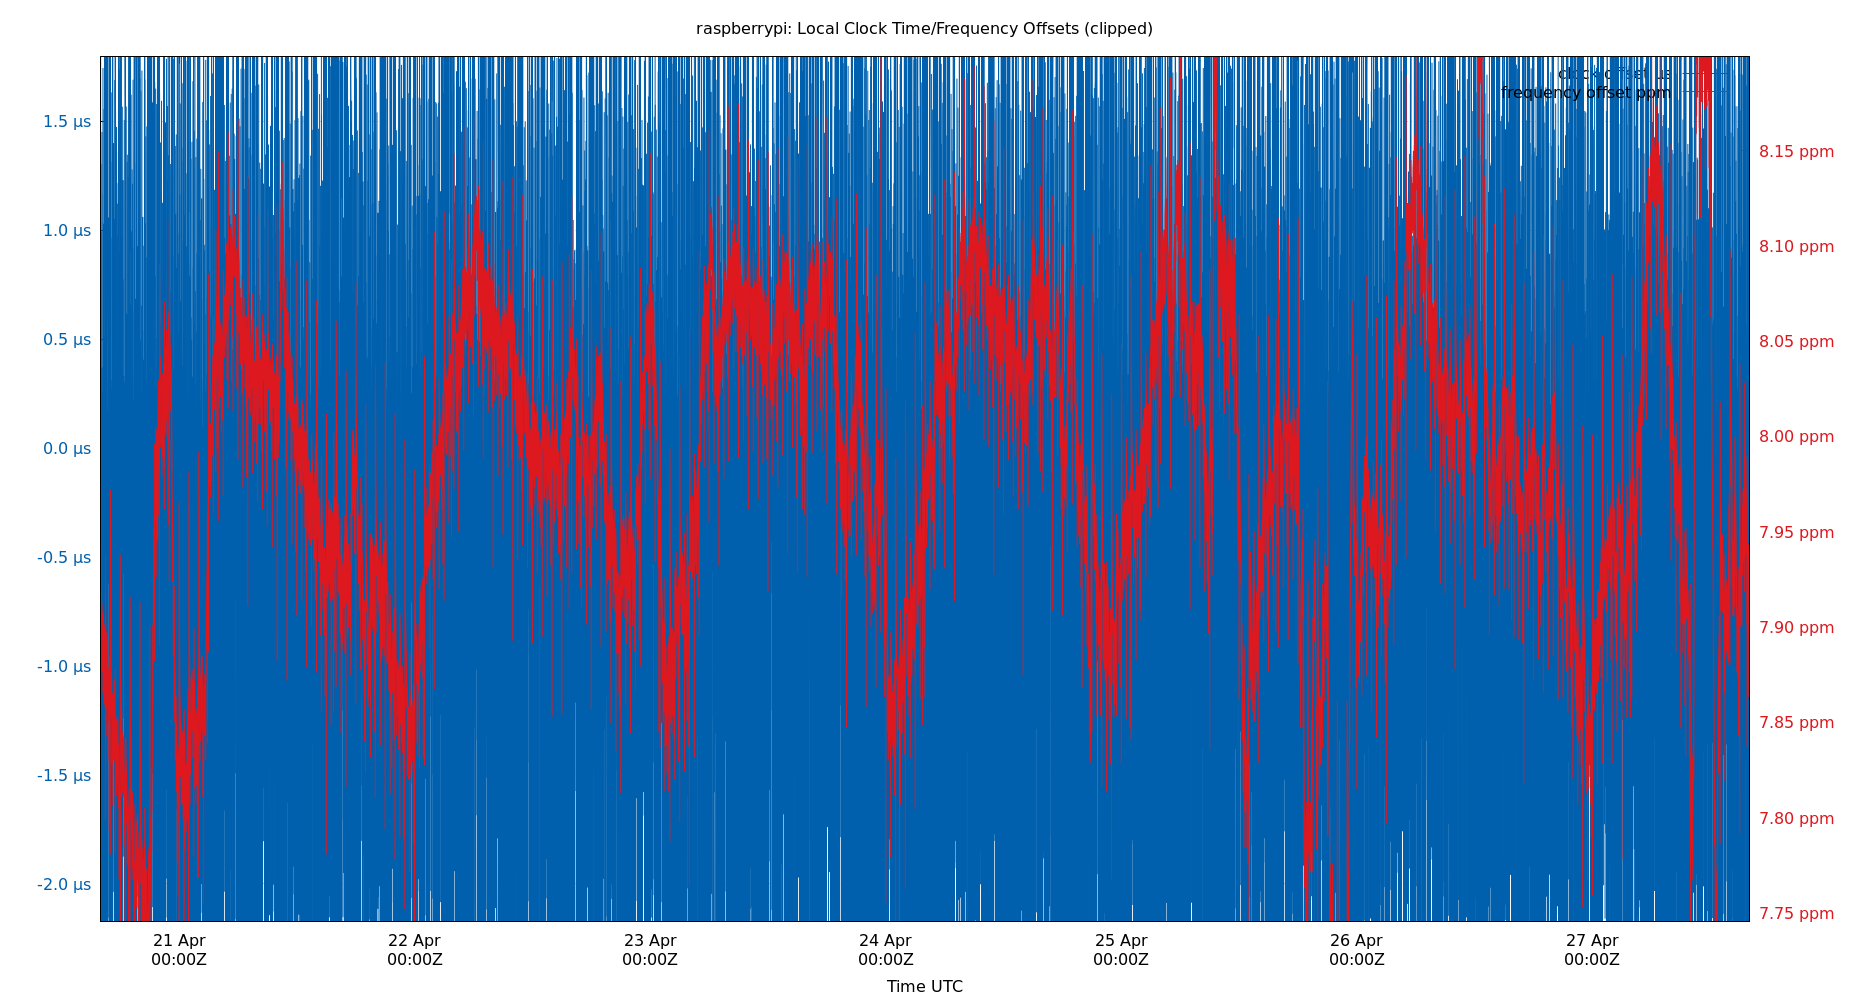 raspberrypi: Local Clock Time/Frequency Offsets (clipped)
clock offset us
frequency offset ppm
1.5 µs
1.0 µs
0.5 µs
0.0 µs
-0.5 µs
-1.0 µs
-1.5 µs
-2.0 µs
8.15 ppm
8.10 ppm
8.05 ppm
8.00 ppm
7.95 ppm
7.90 ppm
7.85 ppm
7.80 ppm
7.75 ppm
21 Apr
00:00Z
22 Apr
00:00Z
23 Apr
00:00Z
24 Apr
00:00Z
25 Apr
00:00Z
26 Apr
00:00Z
27 Apr
00:00Z
Time UTC